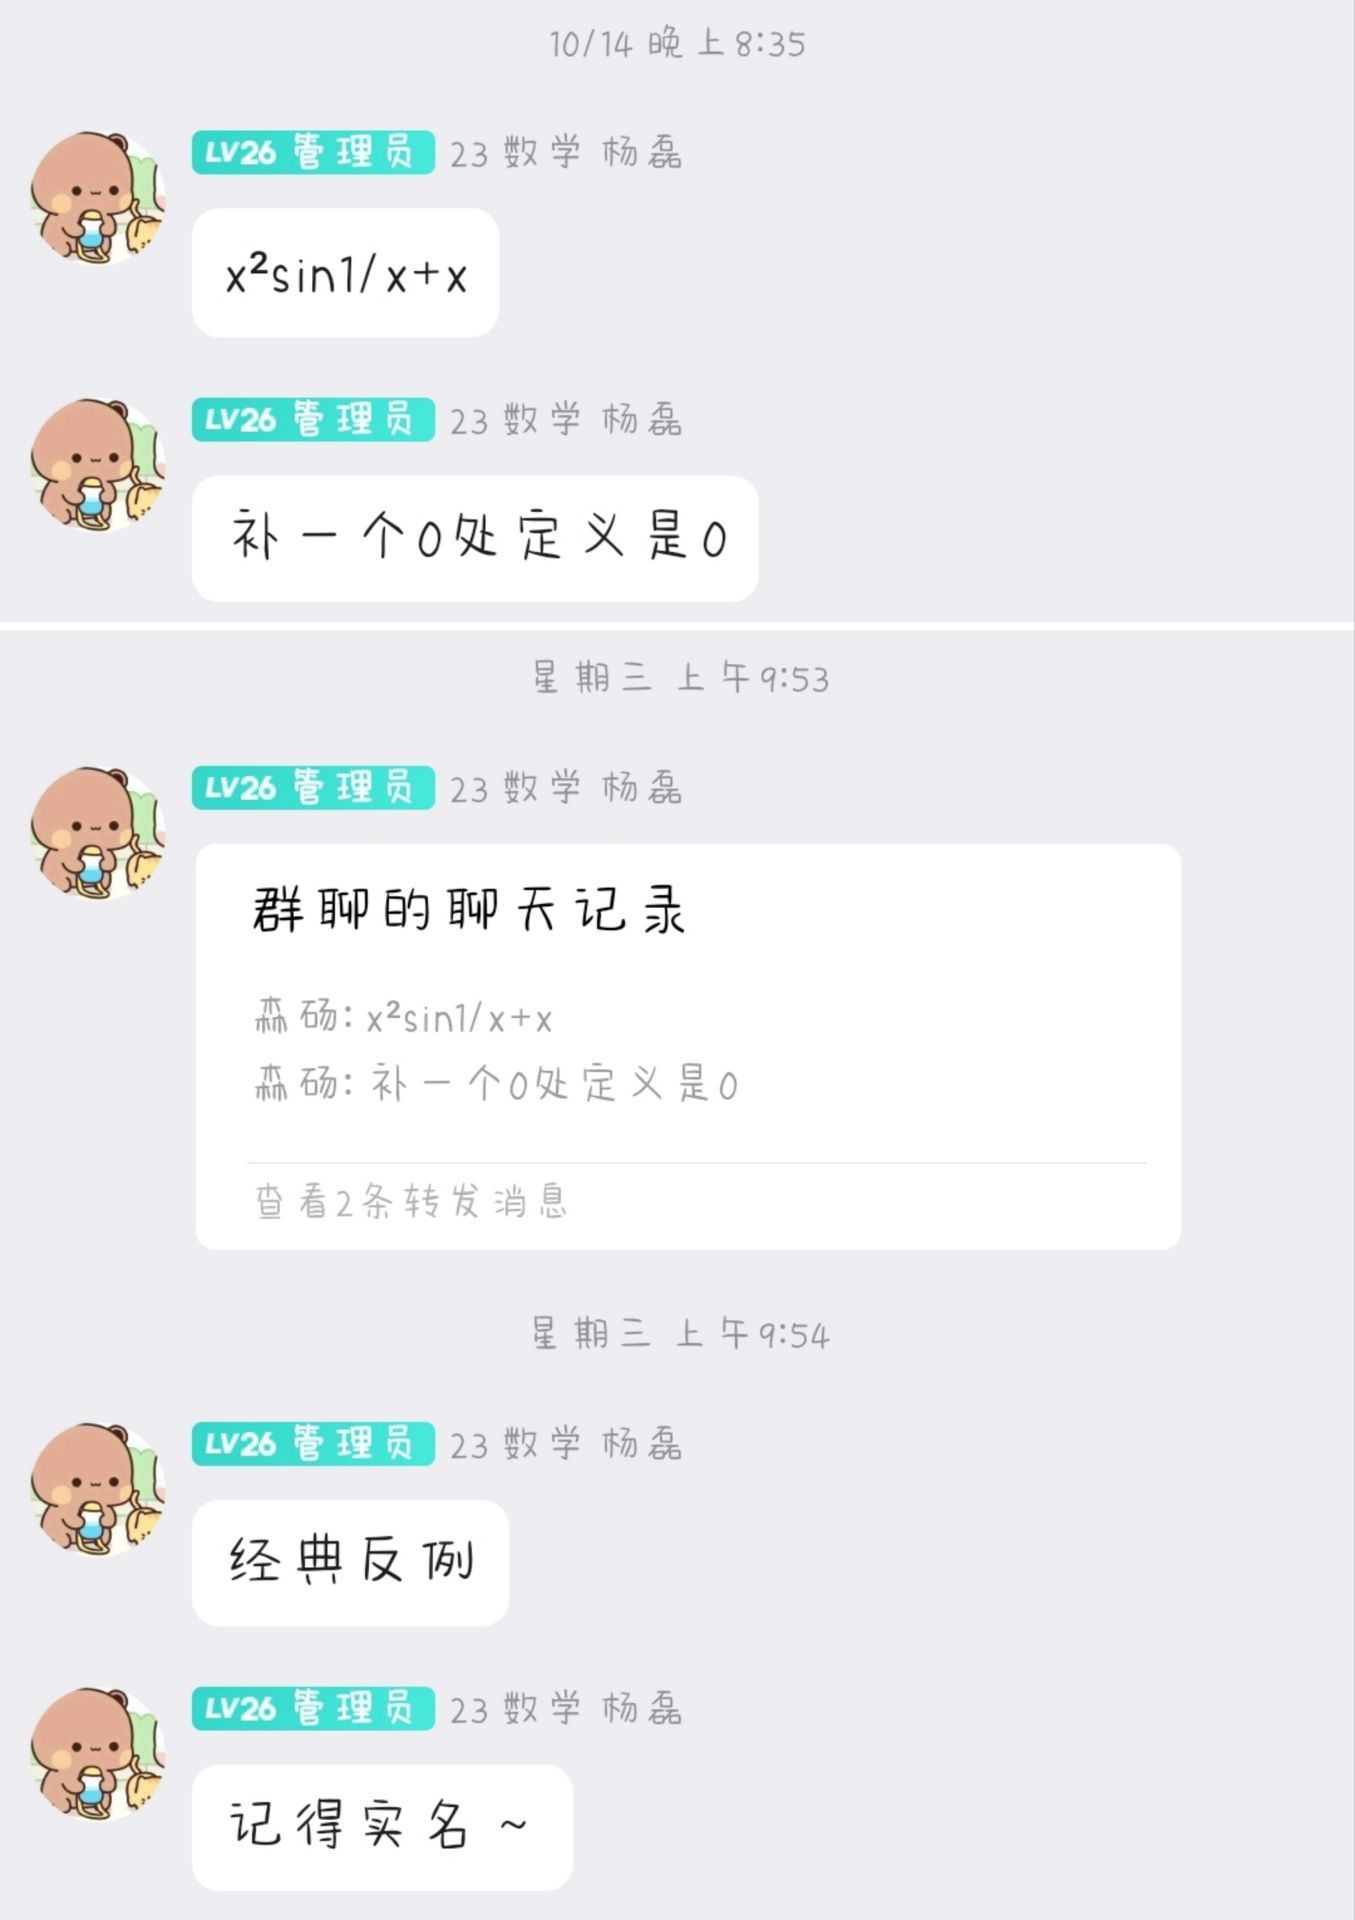 10/14 晚上8:35
LV26 管理员 23数学 杨磊
x²sin1/x+x
LV26 管理员 23数学 杨磊
补一个0处定义是0
星期三 上午9:53
LV26 管理员 23数学 杨磊
群聊的聊天记录
森砀: x²sin1/x+x
森砀: 补一个0处定义是0
查看2条转发消息
星期三 上午9:54
LV26 管理员 23数学 杨磊
经典反例
LV26 管理员 23数学 杨磊
记得实名~